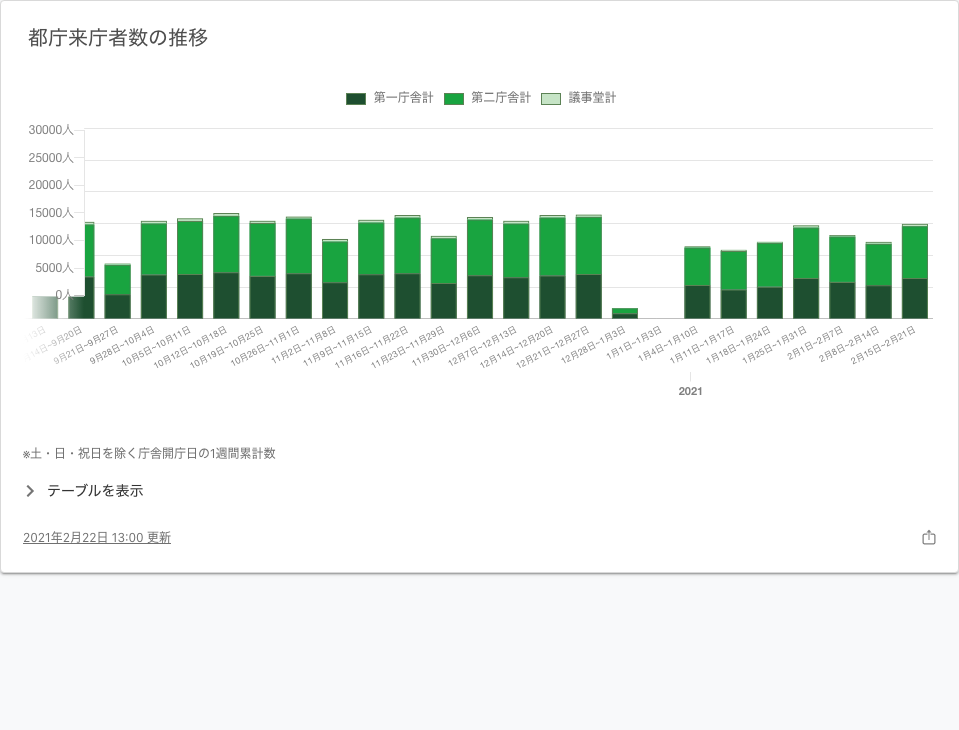 都庁来庁者数の推移
第一庁舎計 第二庁舎計 議事堂計
30000人
25000人
20000人
15000人
10000人
5000人
0人
9月21日~9月27日
9月28日~10月4日
10月5日~10月11日
10月12日~10月18日
10月19日~10月25日
10月26日~11月1日
11月2日~11月8日
11月9日~11月15日
11月16日~11月22日
11月23日~11月29日
11月30日~12月6日
12月7日~12月13日
12月14日~12月20日
12月21日~12月27日
12月28日~1月3日
1月1日~1月3日
1月4日~1月10日
1月11日~1月17日
1月18日~1月24日
1月25日~1月31日
2月1日~2月7日
2月8日~2月14日
2月15日~2月21日
2021
※土・日・祝日を除く庁舎開庁日の1週間累計数
テーブルを表示
2021年2月22日 13:00 更新